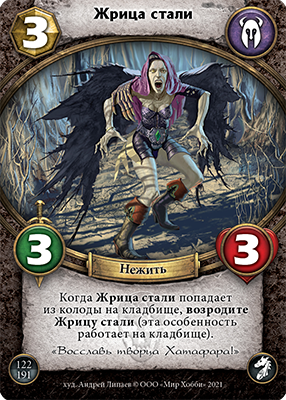 Жрица стали
3
3
3
Нежить
Когда Жрица стали попадает
из колоды на кладбище, возродите
Жрицу стали (эта особенность
работает на кладбище).
«Восславь творца Хатафара!»
122
191
худ. Андрей Липаев © ООО «Мир Хобби» 2021